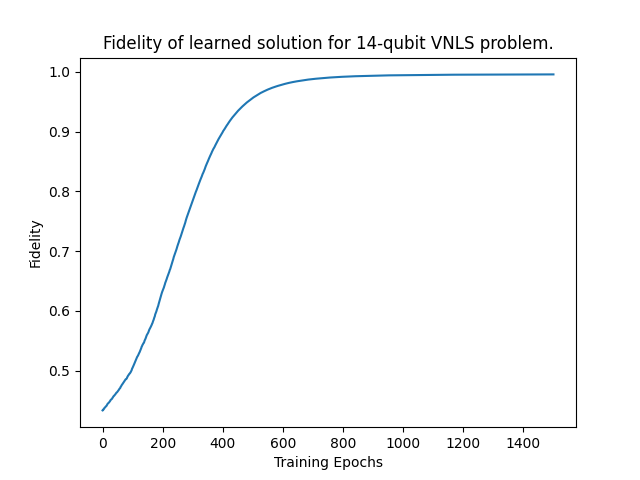 Fidelity of learned solution for 14-qubit VNLS problem.
1.0
0.9
0.8
0.7
0.6
0.5
Fidelity
0 200 400 600 800 1000 1200 1400
Training Epochs